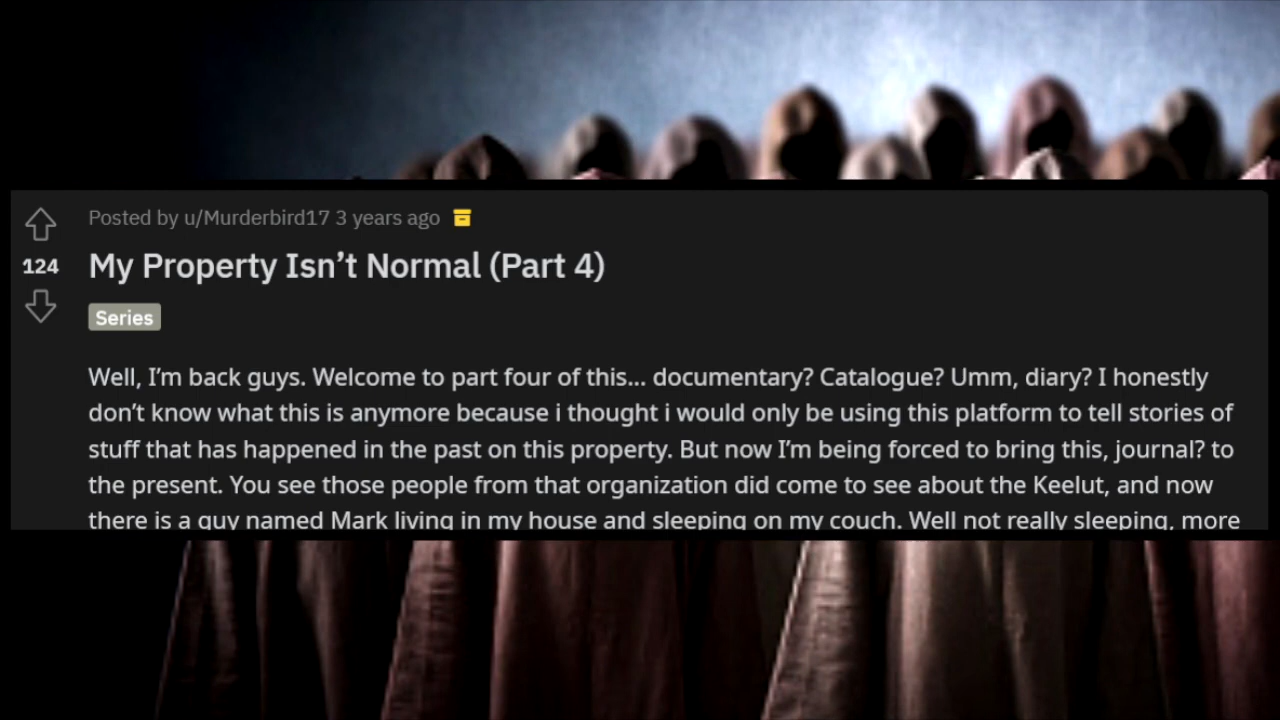 Posted by u/Murderbird17 3 years ago
124
My Property Isn’t Normal (Part 4)
Series
Well, I’m back guys. Welcome to part four of this... documentary? Catalogue? Umm, diary? I honestly
don’t know what this is anymore because i thought i would only be using this platform to tell stories of
stuff that has happened in the past on this property. But now I’m being forced to bring this, journal? to
the present. You see those people from that organization did come to see about the Keelut, and now
there is a guy named Mark living in my house and sleeping on my couch. Well not really sleeping, more